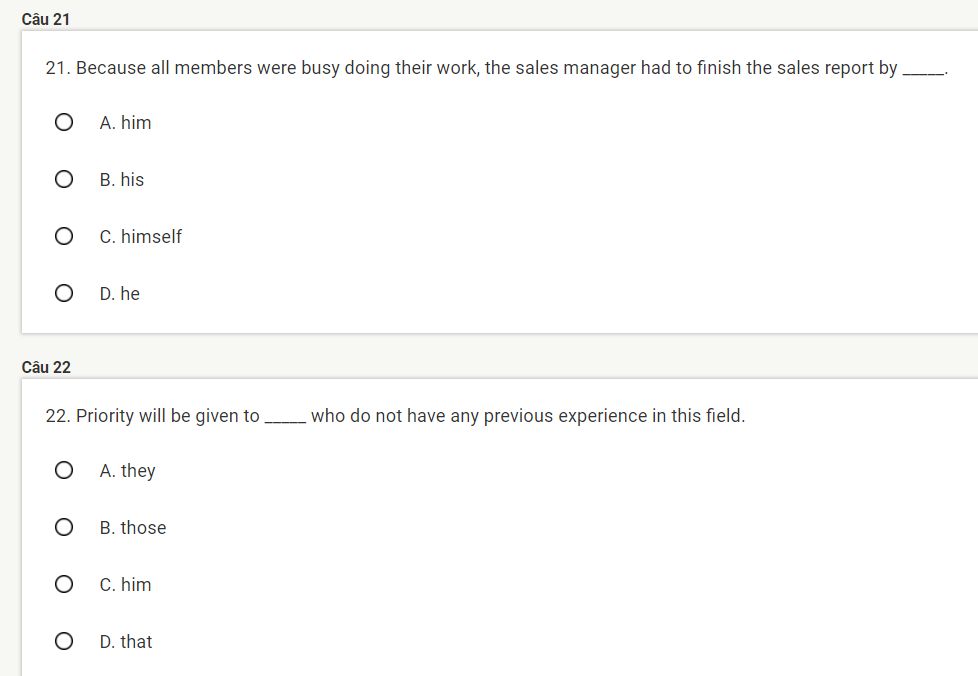 Câu 21
21. Because all members were busy doing their work, the sales manager had to finish the sales report by _____.
A. him
B. his
C. himself
D. he
Câu 22
22. Priority will be given to _____ who do not have any previous experience in this field.
A. they
B. those
C. him
D. that